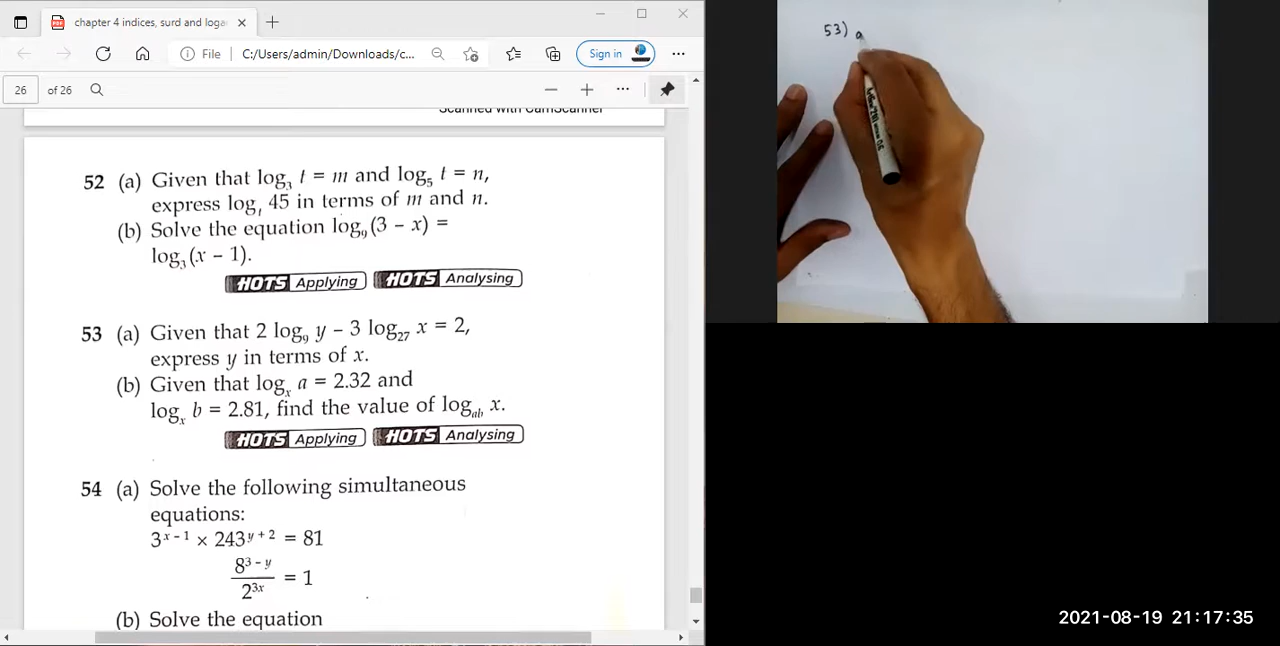 chapter 4 indices, surd and loga
File C:/Users/admin/Downloads/c... Sign in
26 of 26
Scanned with CamScanner
52 (a) Given that log₃ t = m and log₅ t = n,
express logₜ 45 in terms of m and n.
(b) Solve the equation log₉ (3 − x) =
log₃ (x − 1).
HOTS Applying HOTS Analysing
53 (a) Given that 2 log₉ y − 3 log₂₇ x = 2,
express y in terms of x.
(b) Given that logₓ a = 2.32 and
logₓ b = 2.81, find the value of log_ab x.
HOTS Applying HOTS Analysing
54 (a) Solve the following simultaneous
equations:
3ˣ⁻¹ × 243ʸ⁺² = 81
8³⁻ʸ
2³ˣ
= 1
(b) Solve the equation
53) a
2021-08-19 21:17:35